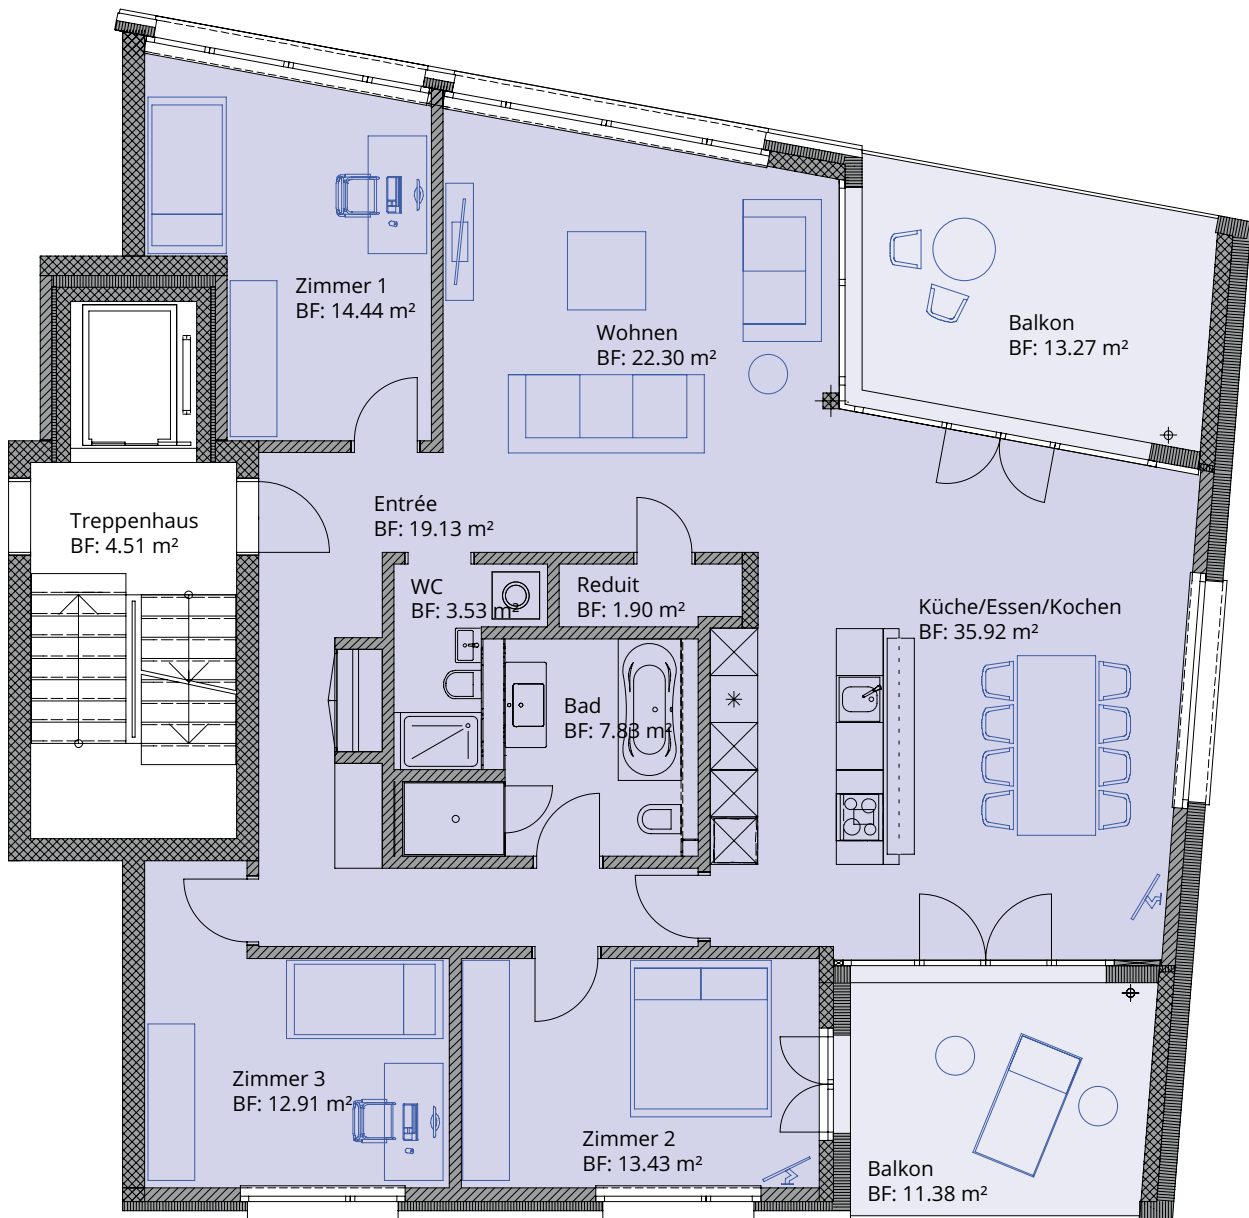 Zimmer 1
BF: 14.44 m²
Wohnen
BF: 22.30 m²
Balkon
BF: 13.27 m²
Treppenhaus
BF: 4.51 m²
Entrée
BF: 19.13 m²
WC
BF: 3.53 m²
Reduit
BF: 1.90 m²
Küche/Essen/Kochen
BF: 35.92 m²
Bad
BF: 7.83 m²
Zimmer 3
BF: 12.91 m²
Zimmer 2
BF: 13.43 m²
Balkon
BF: 11.38 m²